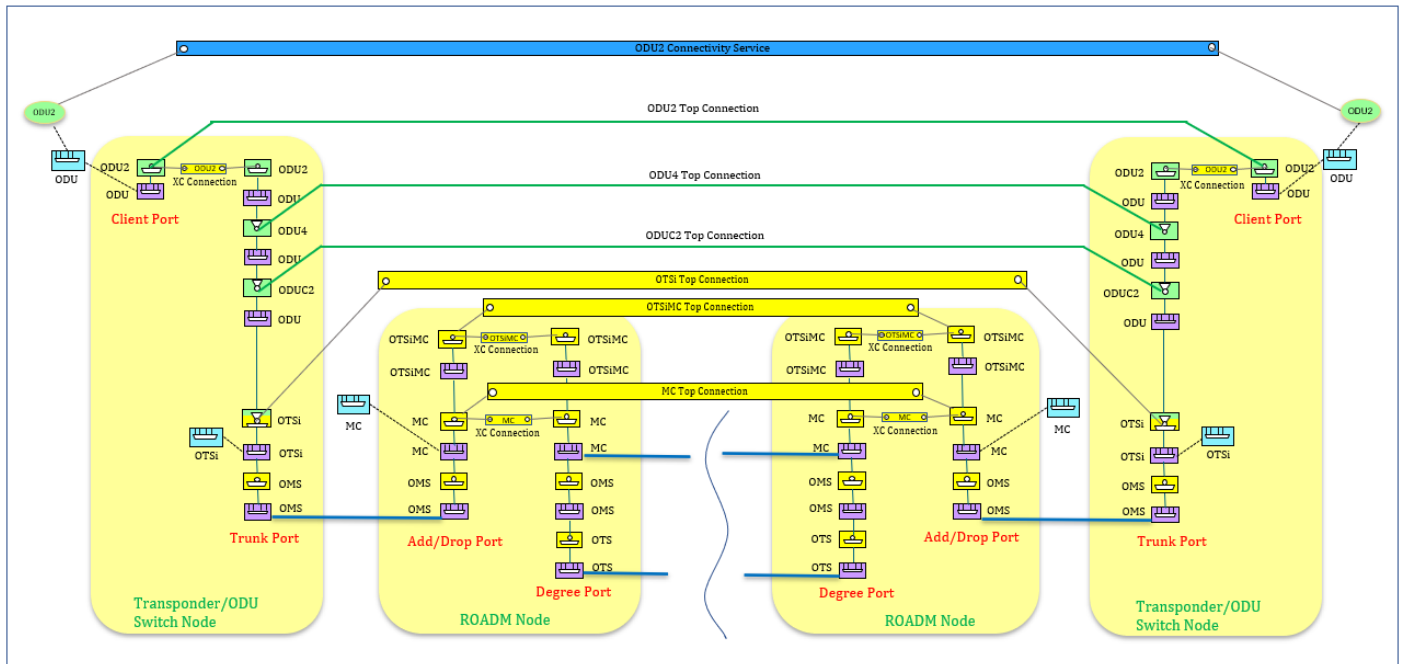 ODU2 Connectivity Service
ODU2
ODU2
ODU2 Top Connection
ODU
ODU2
ODU2
XC Connection
ODU2
ODU
Client Port
ODU
ODU4
ODU
ODUC2
ODU
ODU4 Top Connection
ODUC2 Top Connection
OTSi Top Connection
OTSiMC Top Connection
MC Top Connection
ODU2
ODU2
XC Connection
ODU2
ODU
ODU
ODU
Client Port
ODU4
ODU
ODUC2
ODU
OTSi
OTSi
OTSi
OMS
OMS
Trunk Port
Transponder/ODU
Switch Node
OTSiMC
OTSiMC
XC Connection
OTSiMC
OTSiMC
OTSiMC
MC
MC
MC
XC Connection
MC
MC
MC
OMS
OMS
OMS
OMS
OTS
OTS
Add/Drop Port
Degree Port
ROADM Node
OTSiMC
OTSiMC
XC Connection
OTSiMC
OTSiMC
OTSiMC
MC
MC
XC Connection
MC
MC
MC
MC
OMS
OMS
OMS
OMS
OTS
OTS
Add/Drop Port
Degree Port
ROADM Node
OTSi
OTSi
OTSi
OMS
OMS
Trunk Port
Transponder/ODU
Switch Node